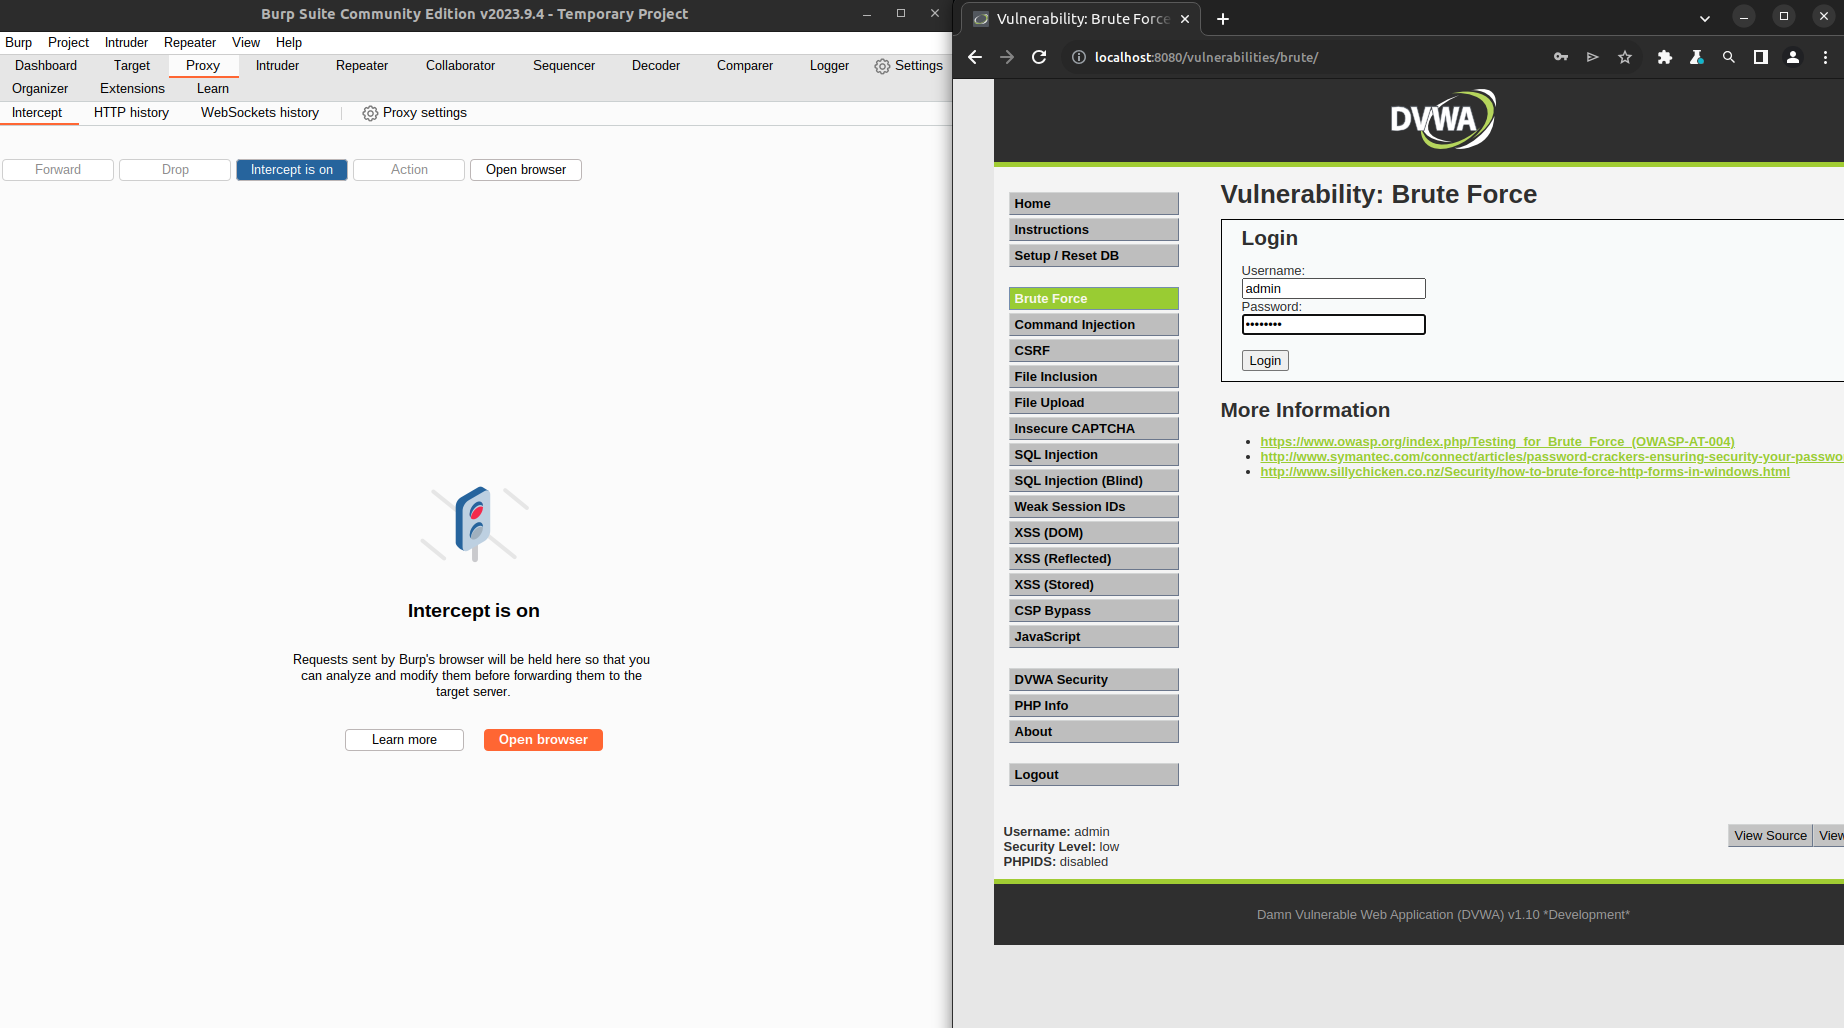 Burp Suite Community Edition v2023.9.4 - Temporary Project
Burp Project Intruder Repeater View Help
Dashboard Target Proxy Intruder Repeater Collaborator Sequencer Decoder Comparer Logger Settings
Organizer Extensions Learn
Intercept HTTP history WebSockets history Proxy settings
Forward Drop Intercept is on Action Open browser
Intercept is on
Requests sent by Burp's browser will be held here so that you
can analyze and modify them before forwarding them to the
target server.
Learn more Open browser
Vulnerability: Brute Force
localhost:8080/vulnerabilities/brute/
DVWA
Home
Instructions
Setup / Reset DB
Brute Force
Command Injection
CSRF
File Inclusion
File Upload
Insecure CAPTCHA
SQL Injection
SQL Injection (Blind)
Weak Session IDs
XSS (DOM)
XSS (Reflected)
XSS (Stored)
CSP Bypass
JavaScript
DVWA Security
PHP Info
About
Logout
Vulnerability: Brute Force
Login
Username:
admin
Password:
••••••••
Login
More Information
• https://www.owasp.org/index.php/Testing_for_Brute_Force_(OWASP-AT-004)
• http://www.symantec.com/connect/articles/password-crackers-ensuring-security-your-passwo
• http://www.sillychicken.co.nz/Security/how-to-brute-force-http-forms-in-windows.html
Username: admin
Security Level: low
PHPIDS: disabled
View Source View
Damn Vulnerable Web Application (DVWA) v1.10 *Development*